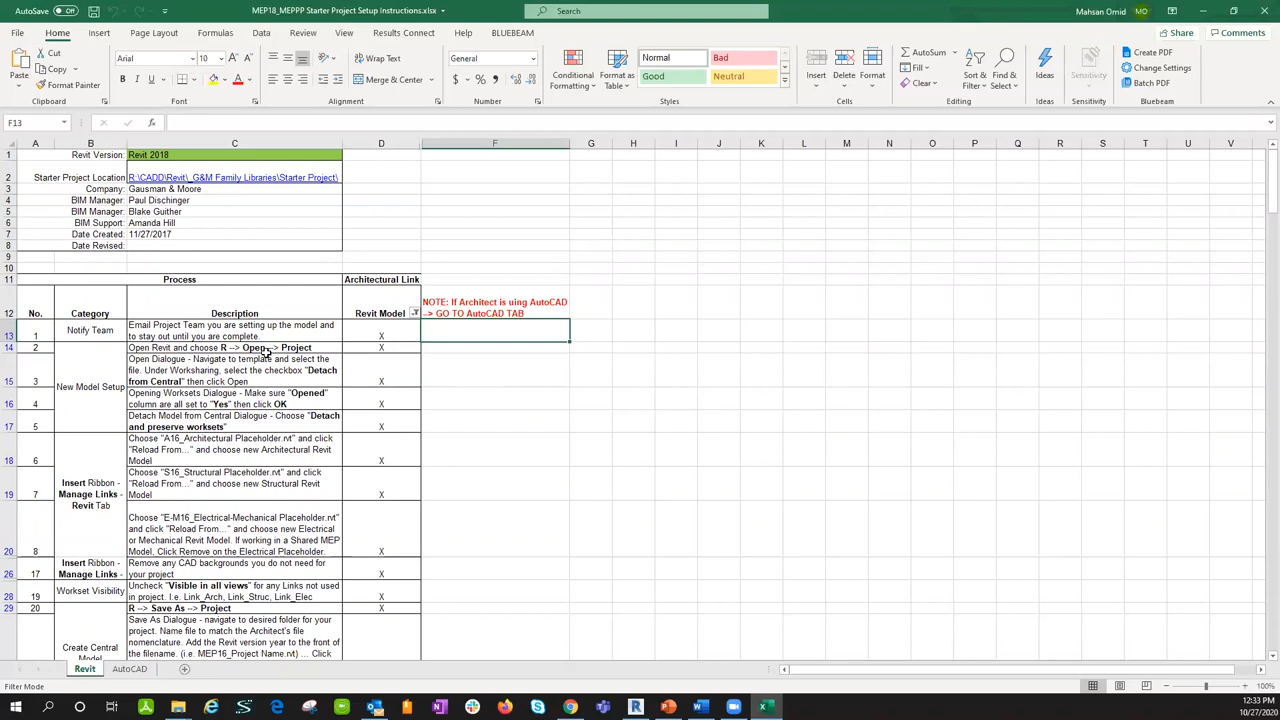 AutoSave Off
MEP18_MEPPP Starter Project Setup Instructions.xlsx
Search
Mahsan Omid MO
File Home Insert Page Layout Formulas Data Review View Results Connect Help BLUEBEAM
Share Comments
Paste Cut Copy Format Painter
Arial 10
Wrap Text
Merge & Center
General
Conditional Formatting
Format as Table
Normal Bad
Good Neutral
Insert Delete Format
AutoSum
Fill
Clear
Sort & Filter
Find & Select
Ideas
Sensitivity
Create PDF
Change Settings
Batch PDF
Clipboard Font Alignment Number Styles Cells Editing Ideas Sensitivity Bluebeam
F13
A B C D F G H I J K L M N O P Q R S T U V
1 Revit Version: Revit 2018
2 Starter Project Location R:\CADD\Revit\_G&M Family Libraries\Starter Project\
3 Company: Gausman & Moore
4 BIM Manager: Paul Dischinger
5 BIM Manager: Blake Guither
6 BIM Support: Amanda Hill
7 Date Created: 11/27/2017
8 Date Revised:
9
10
11 Process Architectural Link
12 No. Category Description Revit Model
NOTE: If Architect is uing AutoCAD
--> GO TO AutoCAD TAB
13 1 Notify Team
Email Project Team you are setting up the model and
to stay out until you are complete. X
14 2 Open Revit and choose R --> Open --> Project X
New Model Setup
Open Dialogue - Navigate to template and select the
file. Under Worksharing, select the checkbox "Detach
15 3 from Central" then click Open X
Opening Worksets Dialogue - Make sure "Opened"
16 4 column are all set to "Yes" then click OK X
Detach Model from Central Dialogue - Choose "Detach
17 5 and preserve worksets" X
Insert Ribbon -
Manage Links -
Revit Tab
Choose "A16_Architectural Placeholder.rvt" and click
"Reload From..." and choose new Architectural Revit
18 6 Model X
Choose "S16_Structural Placeholder.rvt" and click
"Reload From..." and choose new Structural Revit
19 7 Model X
Choose "E-M16_Electrical-Mechanical Placeholder.rvt"
and click "Reload From..." and choose new Electrical
or Mechanical Revit Model. If working in a Shared MEP
20 8 Model, Click Remove on the Electrical Placeholder. X
Insert Ribbon -
Manage Links -
Remove any CAD backgrounds you do not need for
26 17 your project X
Workset Visibility
Uncheck "Visible in all views" for any Links not used
28 19 in project. I.e. Link_Arch, Link_Struc, Link_Elec X
29 20 R --> Save As --> Project X
Create Central
Model
Save As Dialogue - navigate to desired folder for your
project. Name file to match the Architect's file
nomenclature. Add the Revit version year to the front of
the filename. (i.e. MEP16_Project Name.rvt) ... Click
Revit AutoCAD
Filter Mode
100%
12:33 PM
10/27/2020